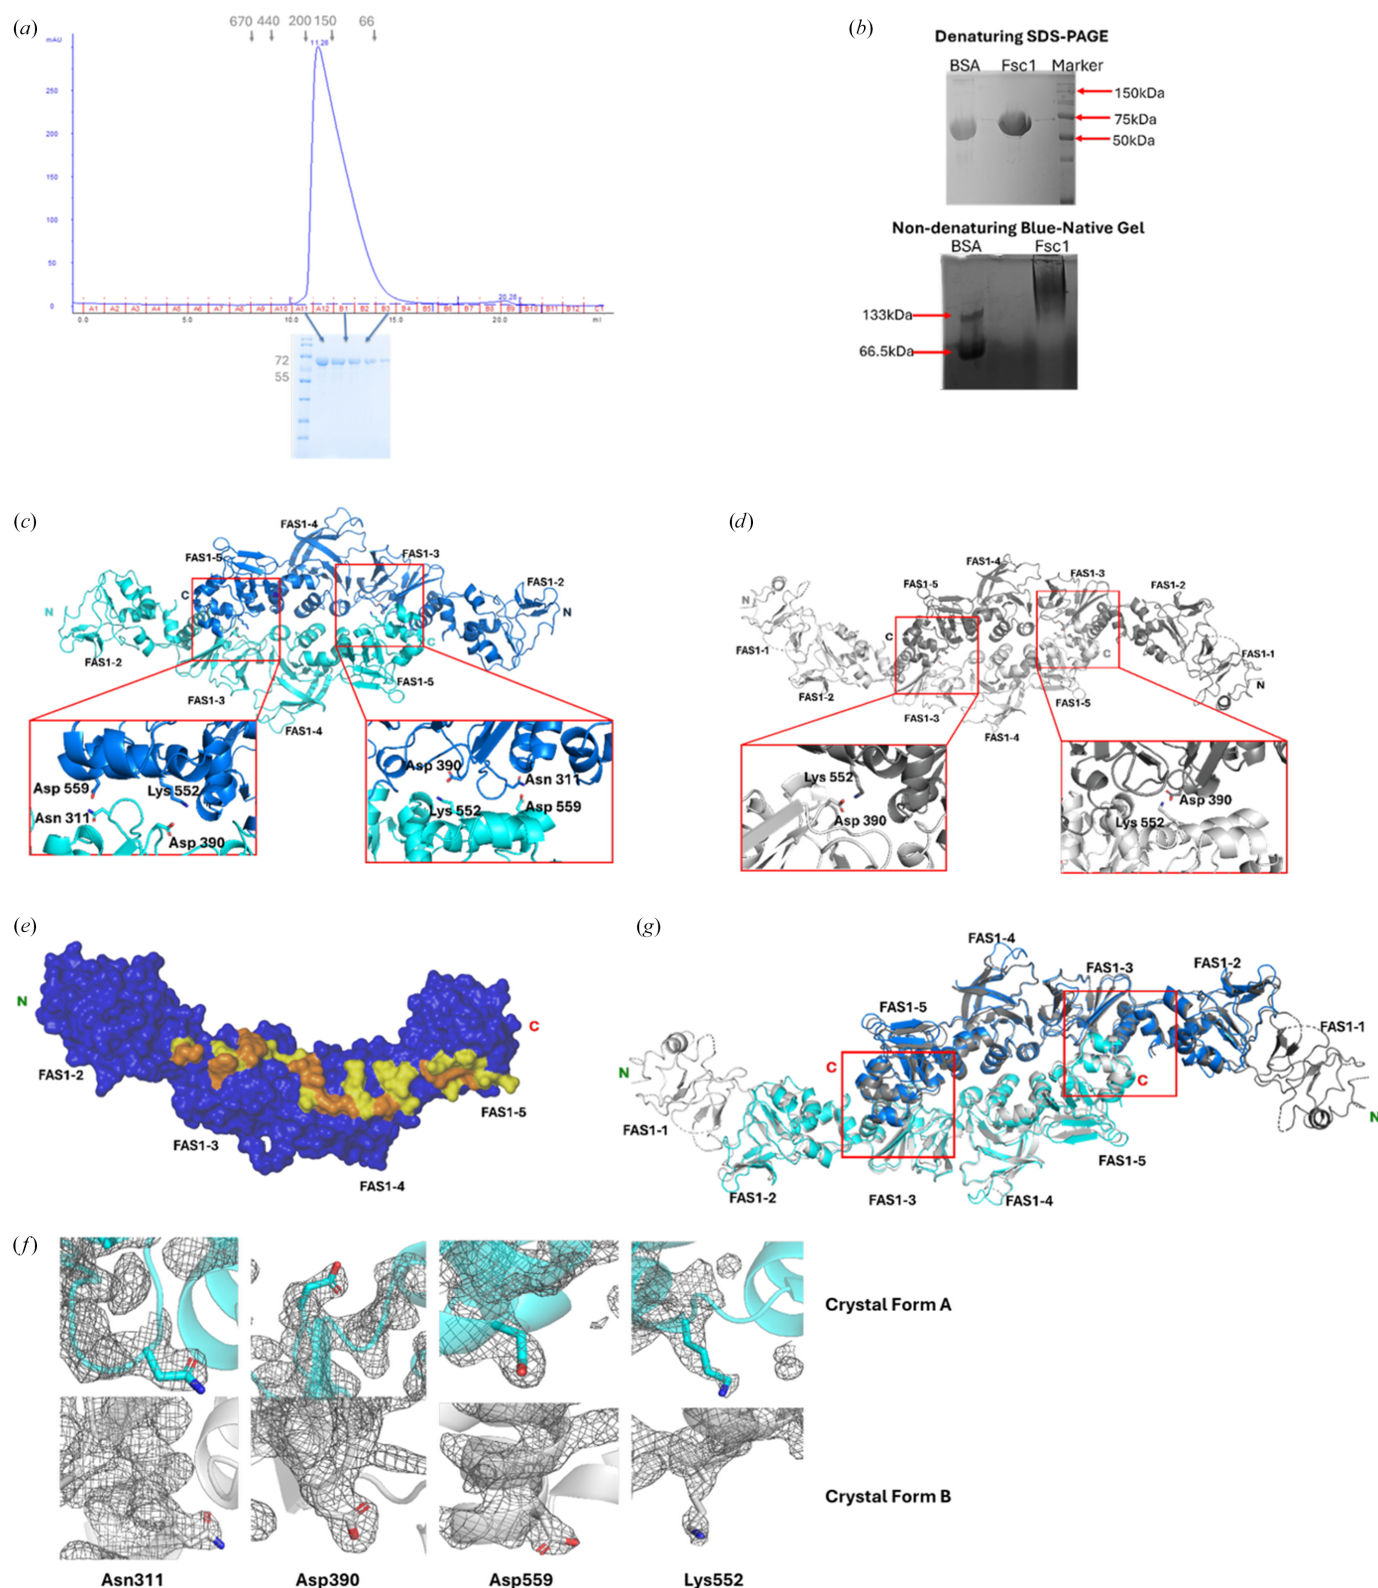 (a)
670 440 200 150 66
mAU
11.26
250
200
150
100
50
0
20.28
A1 A2 A3 A4 A5 A6 A7 A8 A9 A10 A11 A12 B1 B2 B3 B4 B5 B6 B7 B8 B9 B10 B11 B12 C1
0.0 5.0 10.0 15.0 20.0 ml
72
55
(b)
Denaturing SDS-PAGE
BSA Fsc1 Marker
150kDa
75kDa
50kDa
Non-denaturing Blue-Native Gel
BSA Fsc1
133kDa
66.5kDa
(c)
FAS1-4
FAS1-5
FAS1-3
FAS1-2
N
C
N
FAS1-2
C
FAS1-5
FAS1-3
FAS1-4
Asp 559
Lys 552
Asn 311
Asp 390
Asp 390
Asn 311
Lys 552
Asp 559
(d)
FAS1-4
FAS1-5
FAS1-3
FAS1-2
N
C
FAS1-1
C
FAS1-1
N
FAS1-2
FAS1-3
FAS1-5
FAS1-4
Lys 552
Asp 390
Asp 390
Lys 552
(e)
N
C
FAS1-2
FAS1-5
FAS1-3
FAS1-4
(g)
FAS1-4
FAS1-3
FAS1-2
FAS1-5
FAS1-1
N
C
C
N
FAS1-1
FAS1-5
FAS1-2
FAS1-3
FAS1-4
(f)
Crystal Form A
Crystal Form B
Asn311 Asp390 Asp559 Lys552